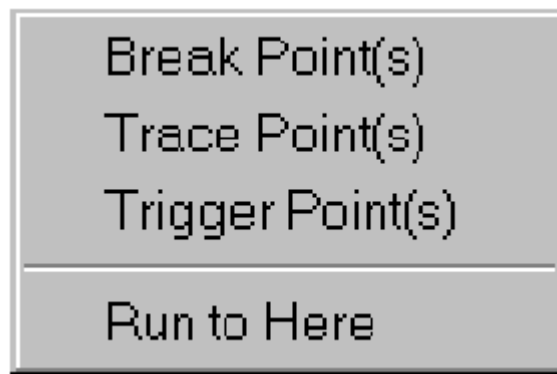 Break Point(s)
Trace Point(s)
Trigger Point(s)
Run to Here